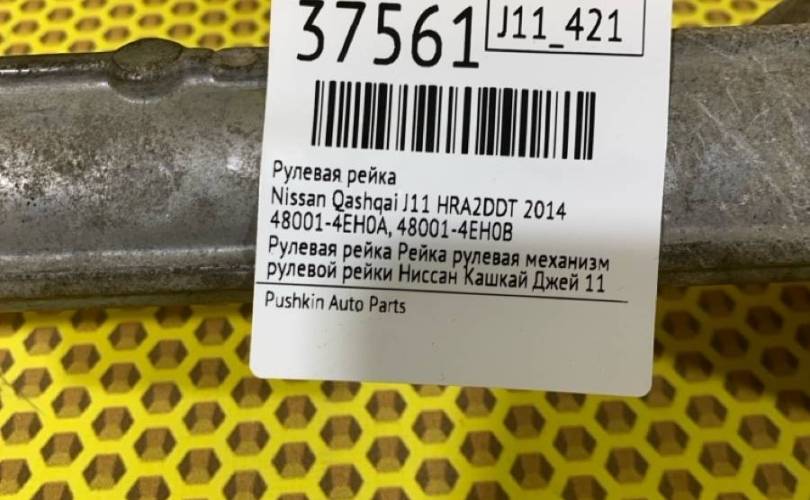 37561
J11_421
Рулевая рейка
Nissan Qashqai J11 HRA2DDT 2014
48001-4EH0A, 48001-4EH0B
Рулевая рейка Рейка рулевая механизм
рулевой рейки Ниссан Кашкай Джей 11
Pushkin Auto Parts